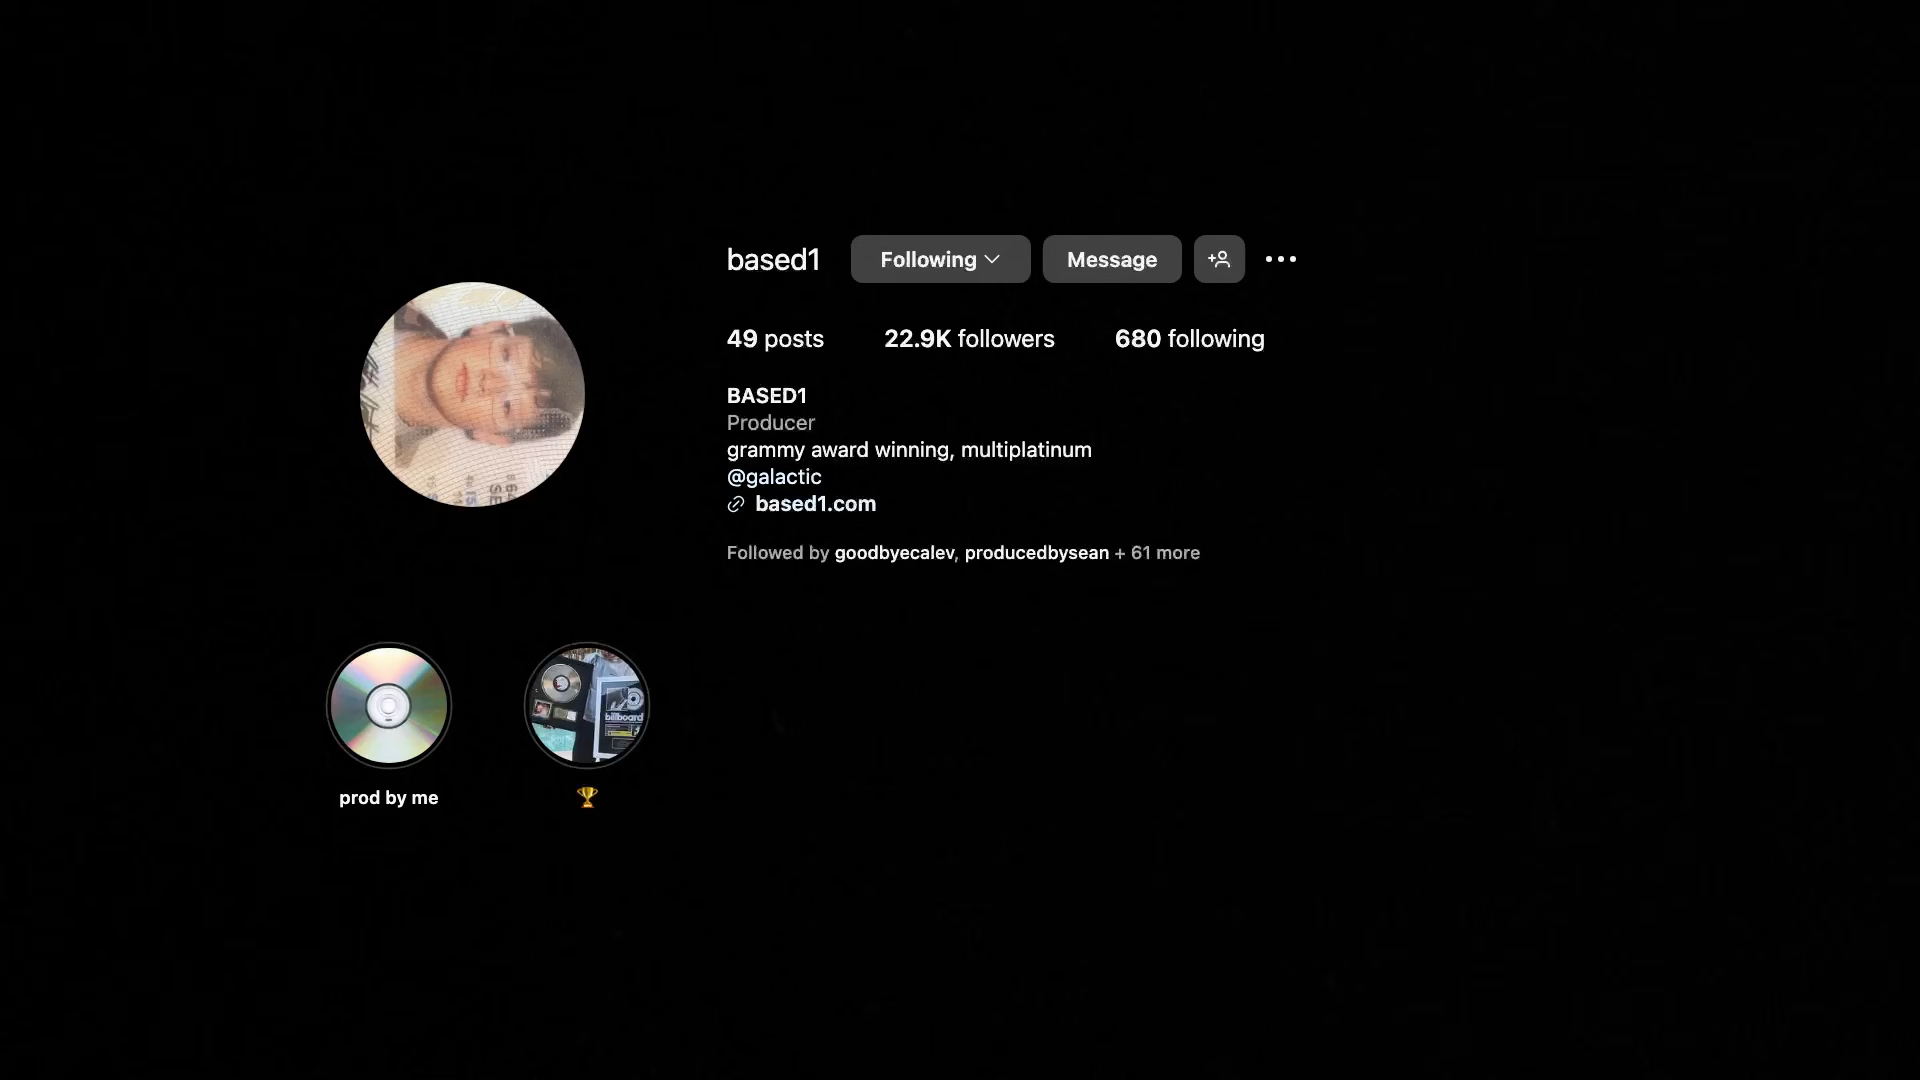 based1 Following Message
49 posts 22.9K followers 680 following
BASED1
Producer
grammy award winning, multiplatinum
@galactic
based1.com
Followed by goodbyecalev, producedbysean + 61 more
billboard
prod by me 🏆